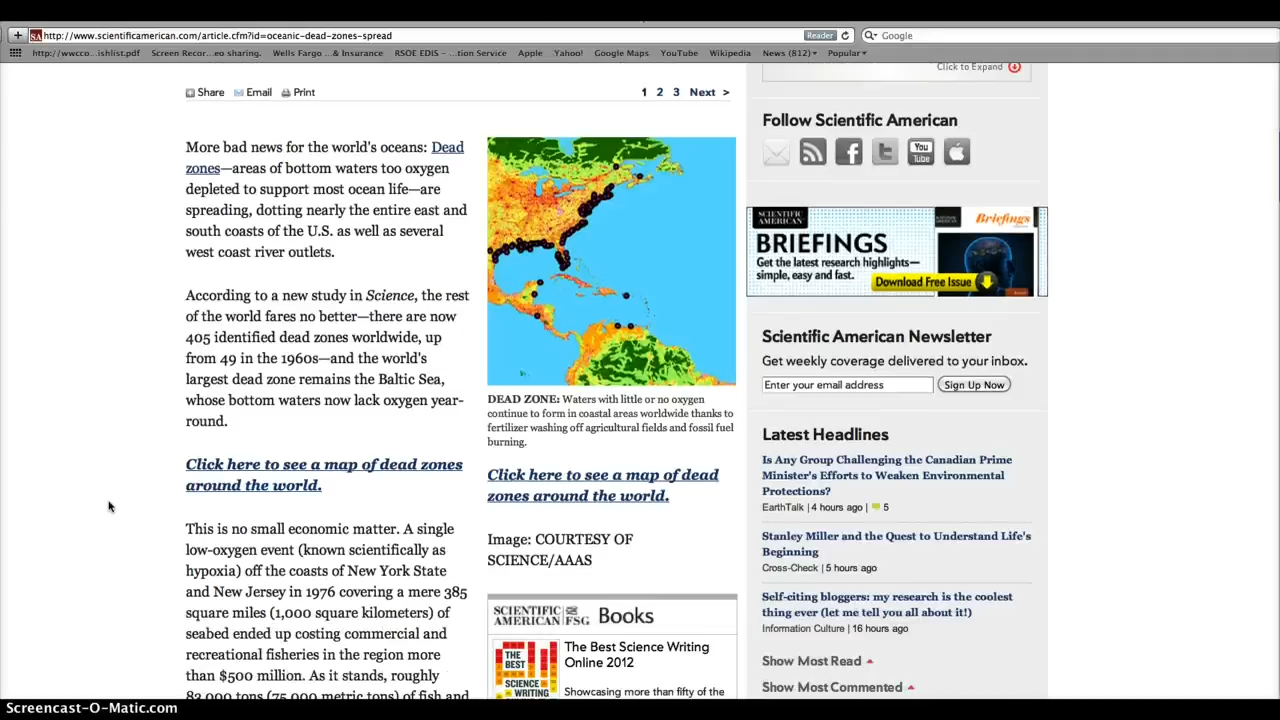 http://www.scientificamerican.com/article.cfm?id=oceanic-dead-zones-spread
Reader
Google
http://wwcco...ishlist.pdf Screen Recor...eo sharing. Wells Fargo ...& Insurance RSOE EDIS - ...tion Service Apple Yahoo! Google Maps YouTube Wikipedia News (812) Popular
Share Email Print
1 2 3 Next >
More bad news for the world's oceans: Dead
zones—areas of bottom waters too oxygen
depleted to support most ocean life—are
spreading, dotting nearly the entire east and
south coasts of the U.S. as well as several
west coast river outlets.
According to a new study in Science, the rest
of the world fares no better—there are now
405 identified dead zones worldwide, up
from 49 in the 1960s—and the world's
largest dead zone remains the Baltic Sea,
whose bottom waters now lack oxygen year-
round.
Click here to see a map of dead zones
around the world.
This is no small economic matter. A single
low-oxygen event (known scientifically as
hypoxia) off the coasts of New York State
and New Jersey in 1976 covering a mere 385
square miles (1,000 square kilometers) of
seabed ended up costing commercial and
recreational fisheries in the region more
than $500 million. As it stands, roughly
83,000 tons (75,000 metric tons) of fish and
DEAD ZONE: Waters with little or no oxygen
continue to form in coastal areas worldwide thanks to
fertilizer washing off agricultural fields and fossil fuel
burning.
Click here to see a map of dead
zones around the world.
Image: COURTESY OF
SCIENCE/AAAS
SCIENTIFIC
AMERICAN
FSG
Books
THE
BEST
SCIENCE
WRITING
The Best Science Writing
Online 2012
Showcasing more than fifty of the
Click to Expand
Follow Scientific American
You
Tube
SCIENTIFIC
AMERICAN
Briefings
BRIEFINGS
Get the latest research highlights—
simple, easy and fast.
Download Free Issue
Scientific American Newsletter
Get weekly coverage delivered to your inbox.
Enter your email address
Sign Up Now
Latest Headlines
Is Any Group Challenging the Canadian Prime
Minister's Efforts to Weaken Environmental
Protections?
EarthTalk | 4 hours ago | 5
Stanley Miller and the Quest to Understand Life's
Beginning
Cross-Check | 5 hours ago
Self-citing bloggers: my research is the coolest
thing ever (let me tell you all about it!)
Information Culture | 16 hours ago
Show Most Read
Show Most Commented
Screencast-O-Matic.com